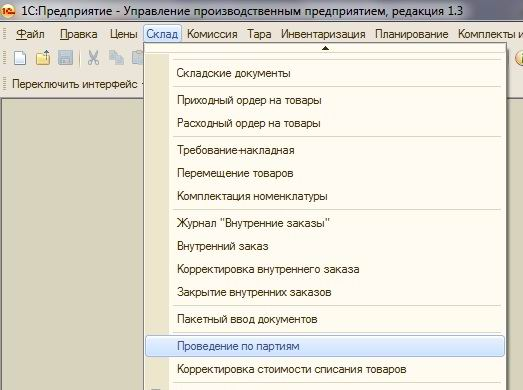 1С:Предприятие - Управление производственным предприятием, редакция 1.3
Файл Правка Цены Склад Комиссия Тара Инвентаризация Планирование Комплекты и
Переключить интерфейс
Складские документы
Приходный ордер на товары
Расходный ордер на товары
Требование-накладная
Перемещение товаров
Комплектация номенклатуры
Журнал "Внутренние заказы"
Внутренний заказ
Корректировка внутреннего заказа
Закрытие внутренних заказов
Пакетный ввод документов
Проведение по партиям
Корректировка стоимости списания товаров